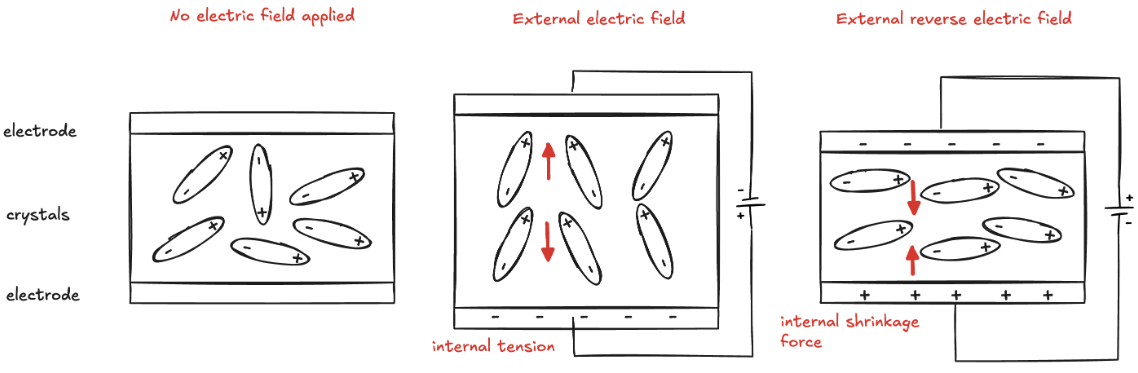 No electric field applied
External electric field
External reverse electric field
electrode
crystals
electrode
+ - + - + -
+ - + - + -
+ - + - + -
+ - + - + -
- +
- - - - -
- - - - -
- + - + - +
- + - + - +
+ + + + +
+ -
internal tension
internal shrinkage
force